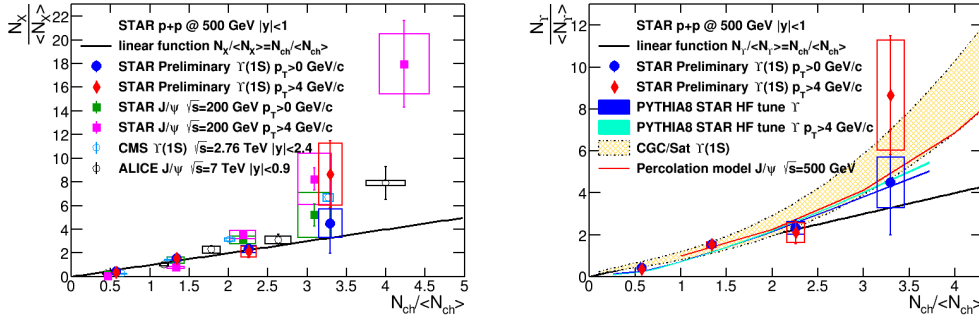 N_X/<N_X>
STAR p+p @ 500 GeV |y|<1
linear function N_X/<N_X>=N_ch/<N_ch>
STAR Preliminary ϒ(1S) p_T>0 GeV/c
STAR Preliminary ϒ(1S) p_T>4 GeV/c
STAR J/ψ √s=200 GeV p_T>0 GeV/c
STAR J/ψ √s=200 GeV p_T>4 GeV/c
CMS ϒ(1S) √s=2.76 TeV |y|<2.4
ALICE J/ψ √s=7 TeV |y|<0.9
22
20
18
16
14
12
10
8
6
4
2
0
0 0.5 1 1.5 2 2.5 3 3.5 4 4.5 5
N_ch/<N_ch>
N_ϒ/<N_ϒ>
STAR p+p @ 500 GeV |y|<1
linear function N_ϒ/<N_ϒ>=N_ch/<N_ch>
STAR Preliminary ϒ(1S) p_T>0 GeV/c
STAR Preliminary ϒ(1S) p_T>4 GeV/c
PYTHIA8 STAR HF tune ϒ
PYTHIA8 STAR HF tune ϒ p_T>4 GeV/c
CGC/Sat ϒ(1S)
Percolation model J/ψ √s=500 GeV
12
10
8
6
4
2
0
0 0.5 1 1.5 2 2.5 3 3.5 4
N_ch/<N_ch>